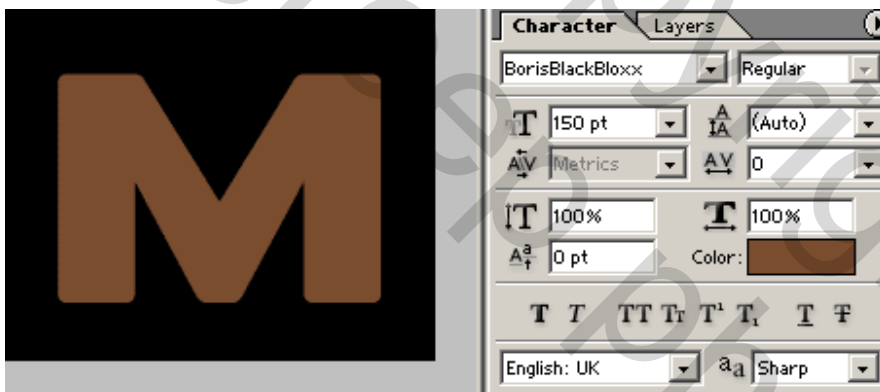 M
Character Layers
BorisBlackBloxx Regular
150 pt (Auto)
Metrics 0
100% 100%
0 pt Color:
T T TT Tt T¹ T₁ T T
English: UK aa Sharp